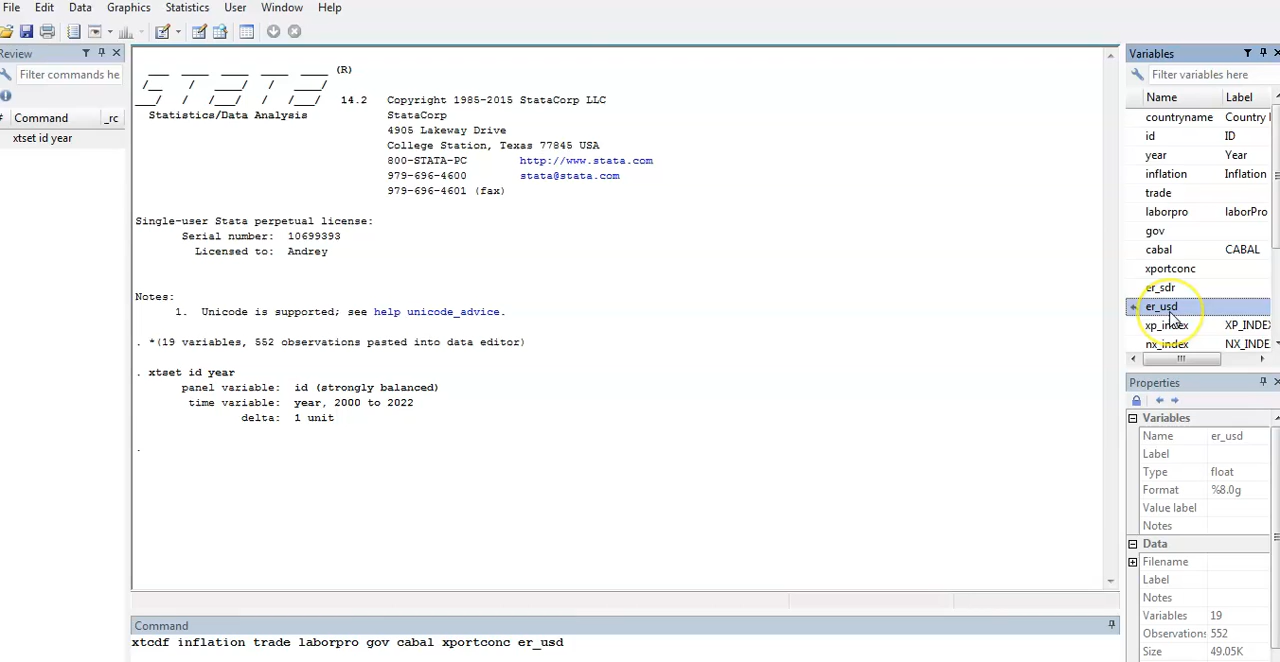 File Edit Data Graphics Statistics User Window Help
Review
Filter commands he
Command _rc
xtset id year
(R)
STATA
14.2 Copyright 1985-2015 StataCorp LLC
Statistics/Data Analysis StataCorp
4905 Lakeway Drive
College Station, Texas 77845 USA
800-STATA-PC http://www.stata.com
979-696-4600 stata@stata.com
979-696-4601 (fax)
Single-user Stata perpetual license:
Serial number: 10699393
Licensed to: Andrey
Notes:
1. Unicode is supported; see help unicode_advice.
. *(19 variables, 552 observations pasted into data editor)
. xtset id year
panel variable: id (strongly balanced)
time variable: year, 2000 to 2022
delta: 1 unit
.
Command
xtcdf inflation trade laborpro gov cabal xportconc er_usd
Variables
Filter variables here
Name Label
countryname Country
id ID
year Year
inflation Inflation
trade
laborpro laborPro
gov
cabal CABAL
xportconc
er_sdr
er_usd
xp_index XP_INDE
nx_index NX_INDE
Properties
Variables
Name er_usd
Label
Type float
Format %8.0g
Value label
Notes
Data
Filename
Label
Notes
Variables 19
Observations 552
Size 49.05K